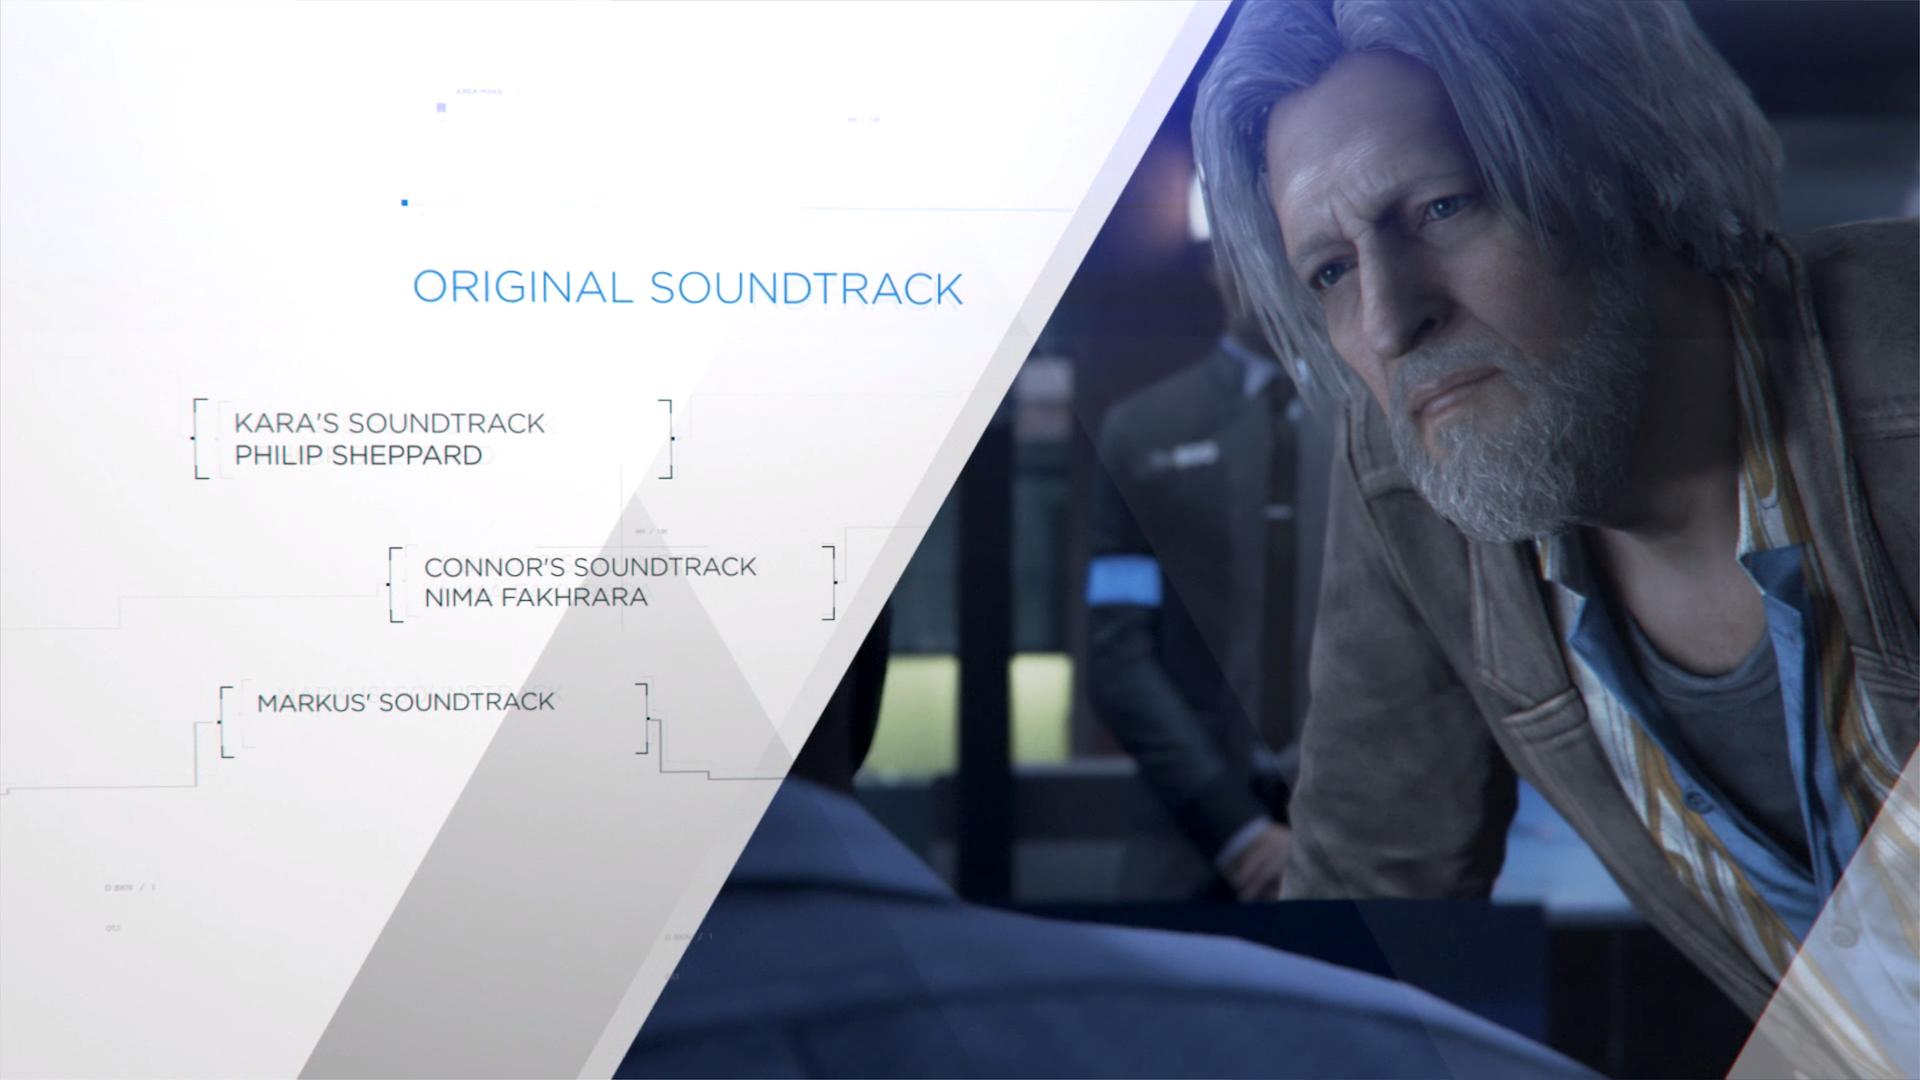 ORIGINAL SOUNDTRACK
KARA'S SOUNDTRACK
PHILIP SHEPPARD
CONNOR'S SOUNDTRACK
NIMA FAKHRARA
MARKUS' SOUNDTRACK